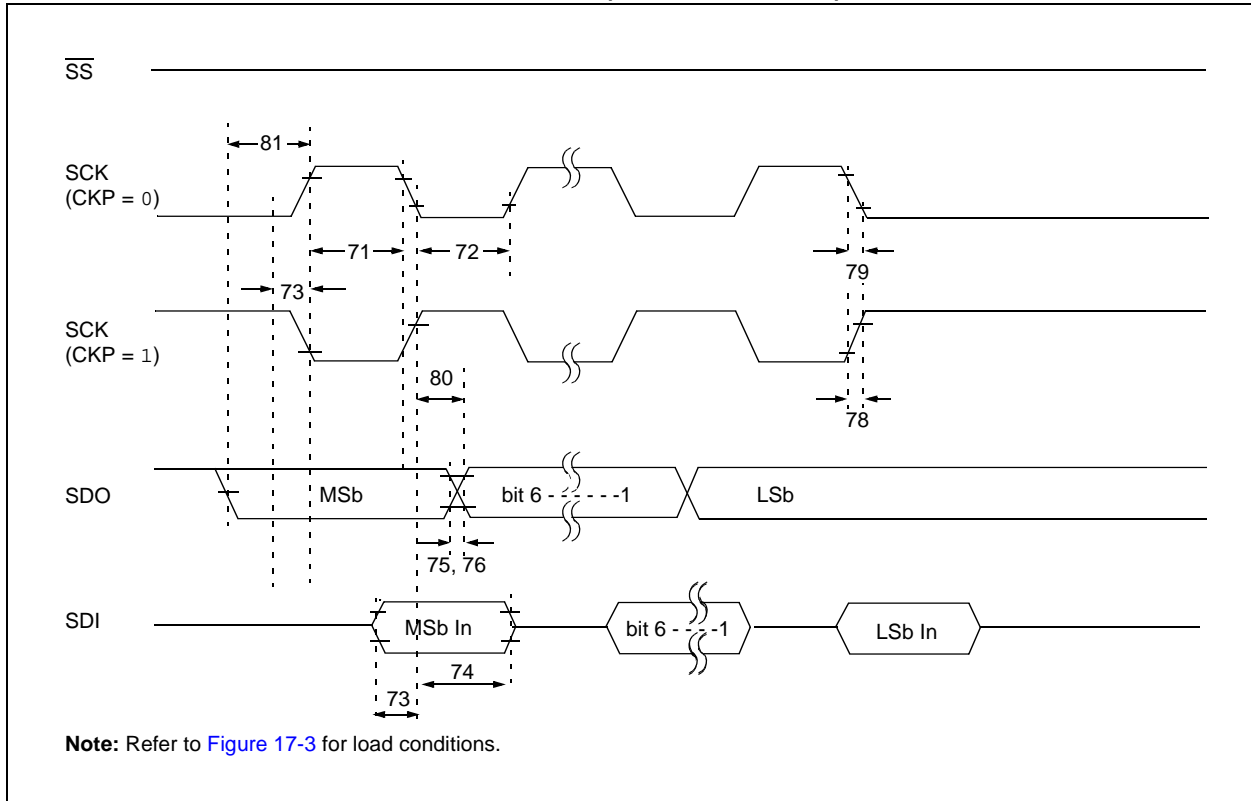 SS
81
SCK
(CKP = 0)
71
72
79
73
SCK
(CKP = 1)
80
78
SDO
MSb
bit 6 - - - - - -1
LSb
75, 76
SDI
MSb In
bit 6 - - - -1
LSb In
74
73
Note: Refer to Figure 17-3 for load conditions.